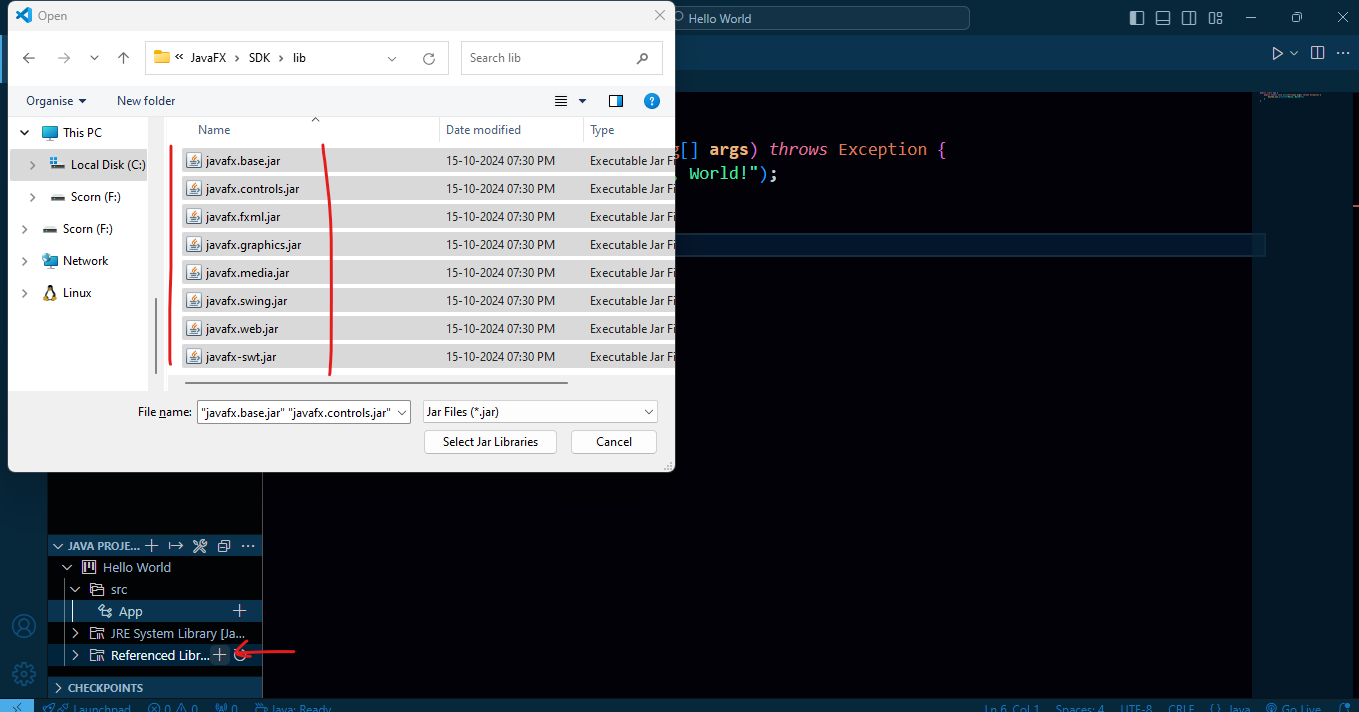 Open
Hello World
JavaFX
SDK
lib
Search lib
Organise
New folder
Name
Date modified
Type
This PC
Local Disk (C:)
Scorn (F:)
Scorn (F:)
Network
Linux
javafx.base.jar 15-10-2024 07:30 PM Executable Jar Fi
javafx.controls.jar 15-10-2024 07:30 PM Executable Jar Fi
javafx.fxml.jar 15-10-2024 07:30 PM Executable Jar Fi
javafx.graphics.jar 15-10-2024 07:30 PM Executable Jar Fi
javafx.media.jar 15-10-2024 07:30 PM Executable Jar Fi
javafx.swing.jar 15-10-2024 07:30 PM Executable Jar Fi
javafx.web.jar 15-10-2024 07:30 PM Executable Jar Fi
javafx-swt.jar 15-10-2024 07:30 PM Executable Jar Fi
File name: "javafx.base.jar" "javafx.controls.jar"
Jar Files (*.jar)
Select Jar Libraries
Cancel
[] args) throws Exception {
World!");
JAVA PROJE...
Hello World
src
App
JRE System Library [Ja...
Referenced Libr...
CHECKPOINTS
Launchpad 0 0 0 Java: Ready
Ln 6, Col 1 Spaces: 4 UTF-8 CRLF {} Java Go Live